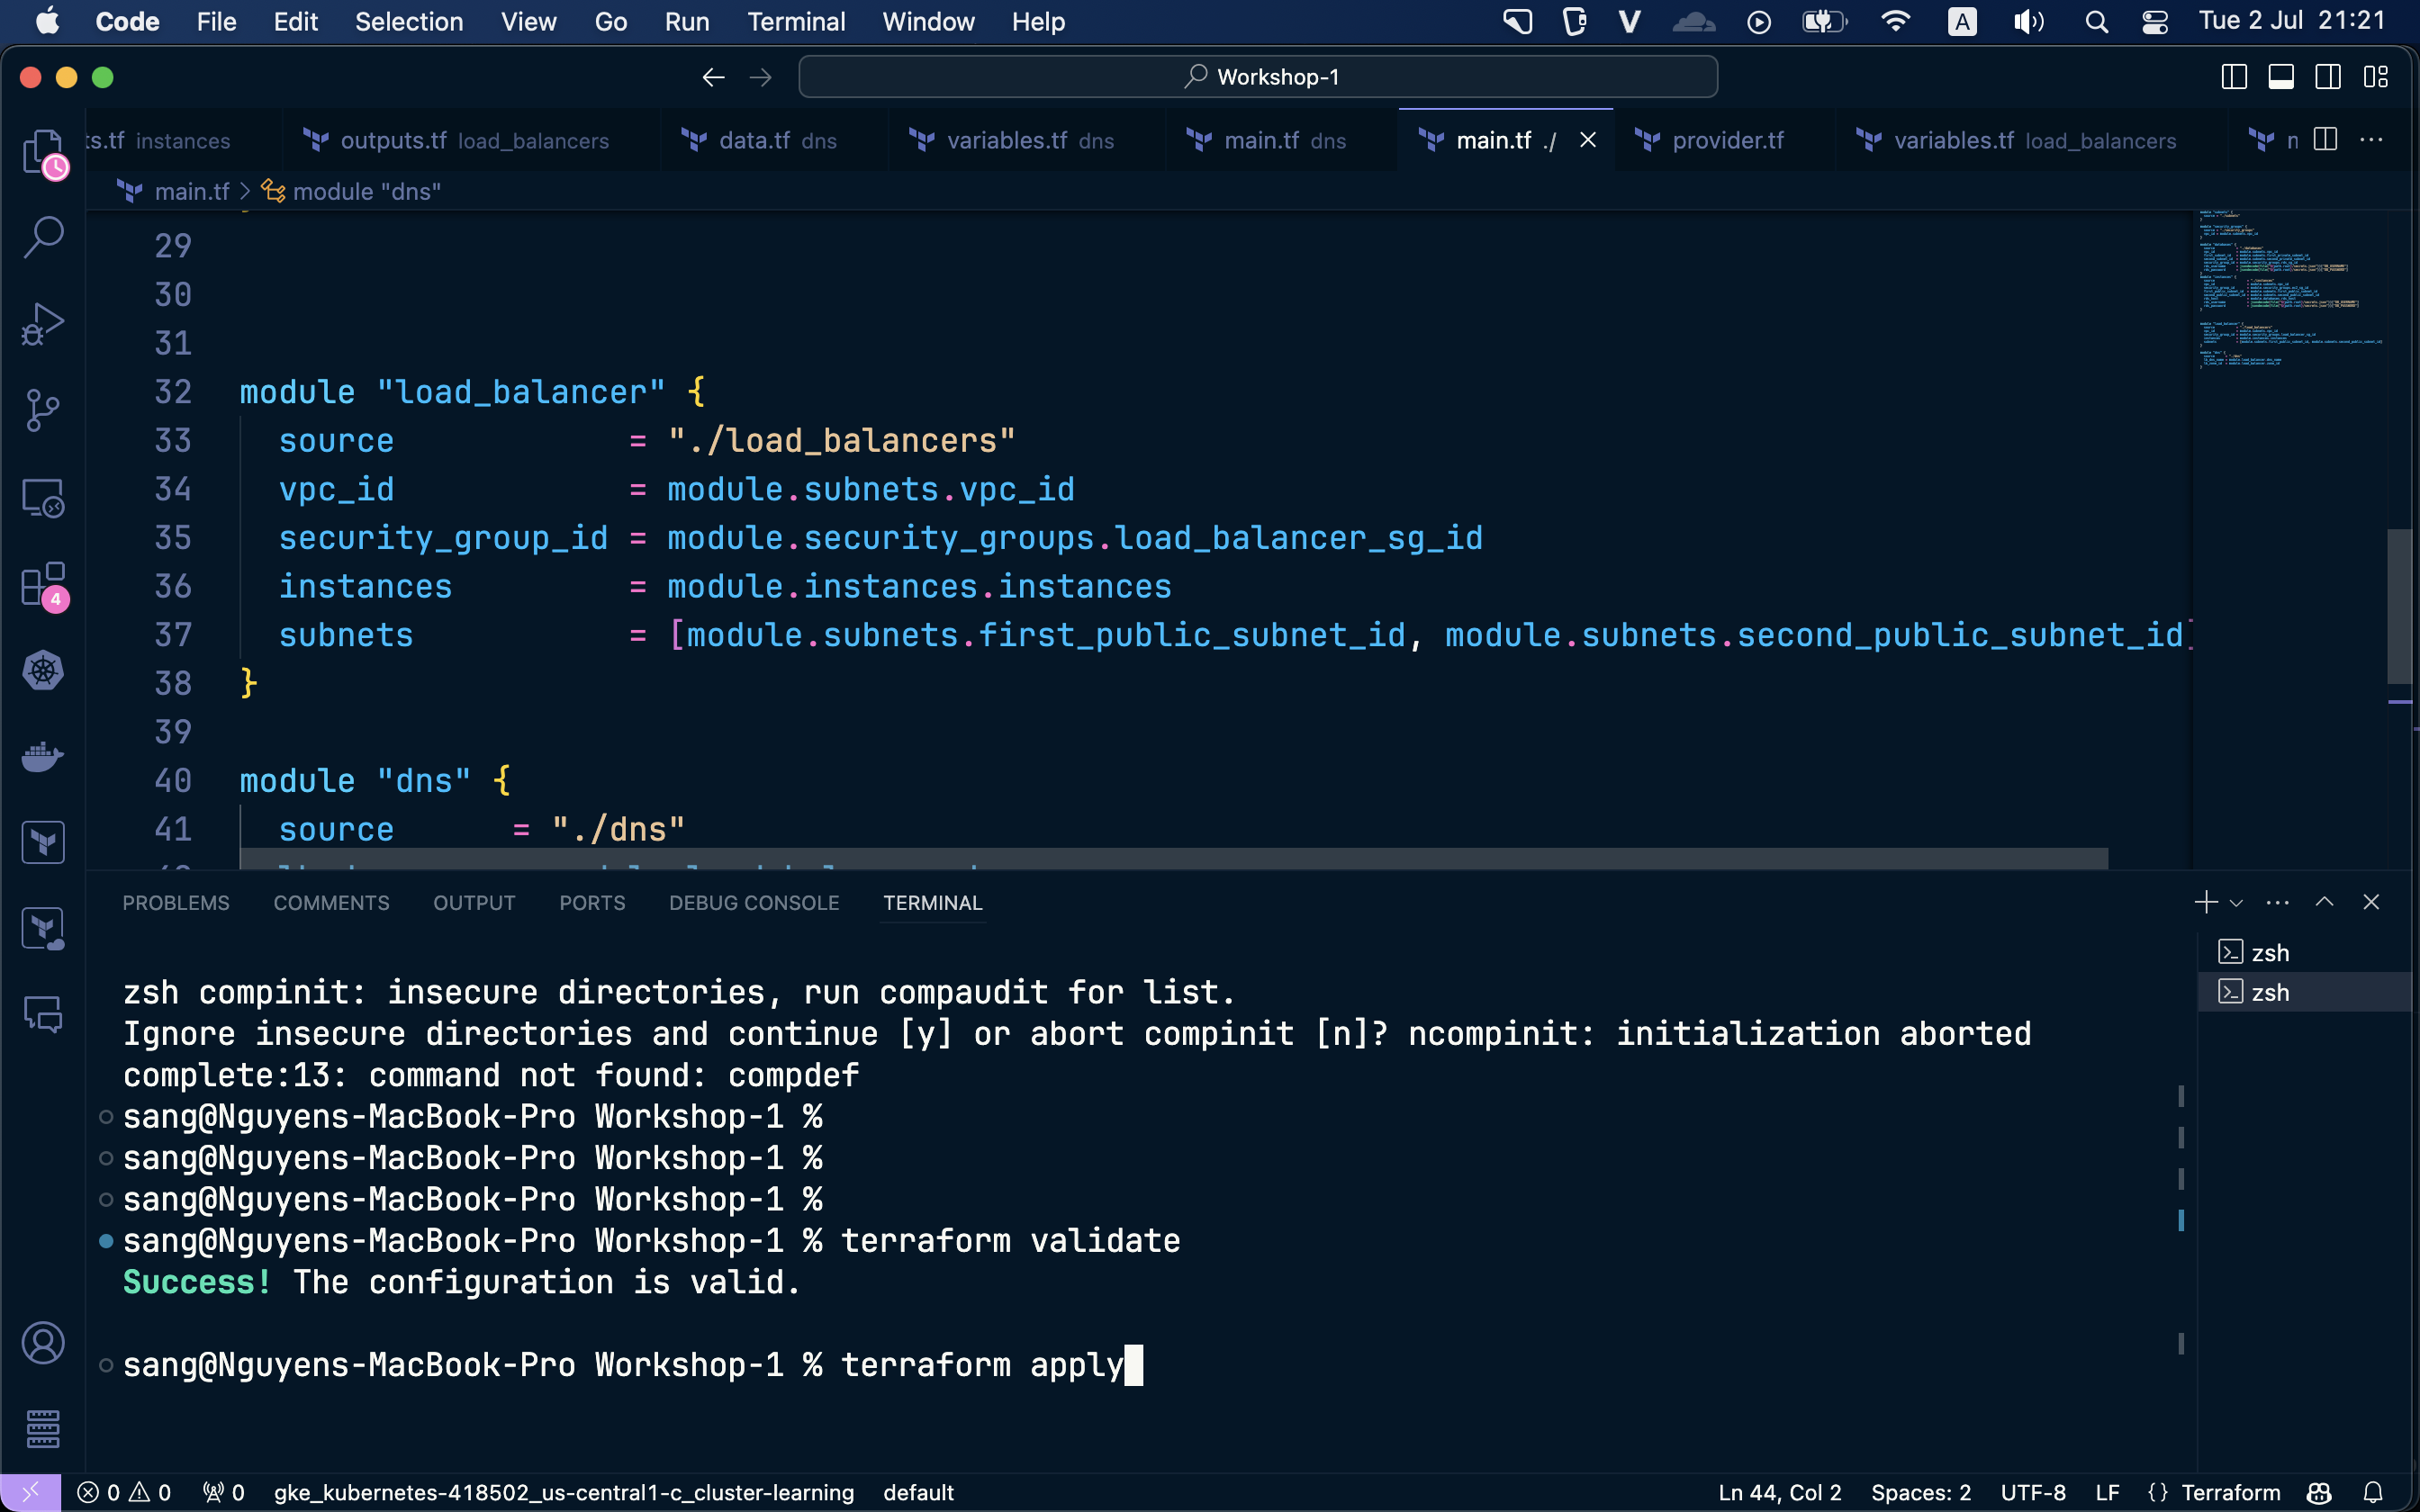 Code File Edit Selection View Go Run Terminal Window Help A Tue 2 Jul 21:21
Workshop-1
ts.tf instances outputs.tf load_balancers data.tf dns variables.tf dns main.tf dns main.tf ./ provider.tf variables.tf load_balancers
main.tf > module "dns"
29
30
31
32 module "load_balancer" {
33 source = "./load_balancers"
34 vpc_id = module.subnets.vpc_id
35 security_group_id = module.security_groups.load_balancer_sg_id
36 instances = module.instances.instances
37 subnets = [module.subnets.first_public_subnet_id, module.subnets.second_public_subnet_id]
38 }
39
40 module "dns" {
41 source = "./dns"
4
PROBLEMS COMMENTS OUTPUT PORTS DEBUG CONSOLE TERMINAL
zsh
zsh
zsh compinit: insecure directories, run compaudit for list.
Ignore insecure directories and continue [y] or abort compinit [n]? ncompinit: initialization aborted
complete:13: command not found: compdef
sang@Nguyens-MacBook-Pro Workshop-1 %
sang@Nguyens-MacBook-Pro Workshop-1 %
sang@Nguyens-MacBook-Pro Workshop-1 %
sang@Nguyens-MacBook-Pro Workshop-1 % terraform validate
Success! The configuration is valid.
sang@Nguyens-MacBook-Pro Workshop-1 % terraform apply
0 0 0 gke_kubernetes-418502_us-central1-c_cluster-learning default Ln 44, Col 2 Spaces: 2 UTF-8 LF {} Terraform